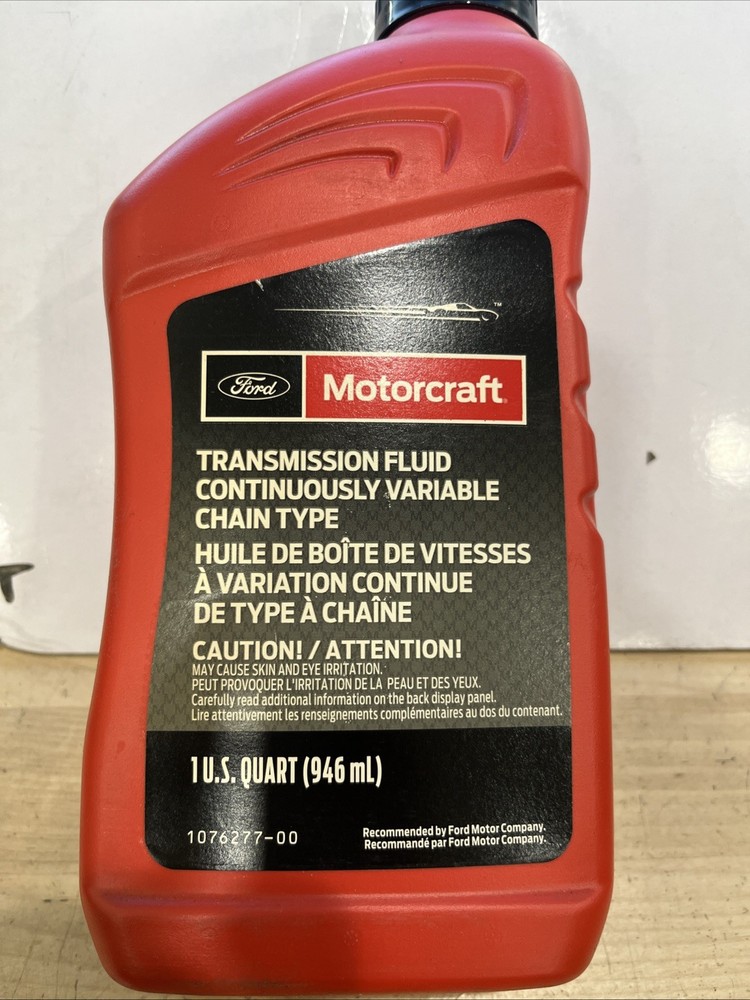 ™
Ford Motorcraft®
TRANSMISSION FLUID
CONTINUOUSLY VARIABLE
CHAIN TYPE
HUILE DE BOÎTE DE VITESSES
À VARIATION CONTINUE
DE TYPE À CHAÎNE
CAUTION! / ATTENTION!
MAY CAUSE SKIN AND EYE IRRITATION.
PEUT PROVOQUER L'IRRITATION DE LA PEAU ET DES YEUX.
Carefully read additional information on the back display panel.
Lire attentivement les renseignements complémentaires au dos du contenant.
1 U.S. QUART (946 mL)
1076277-00
Recommended by Ford Motor Company.
Recommandé par Ford Motor Company.